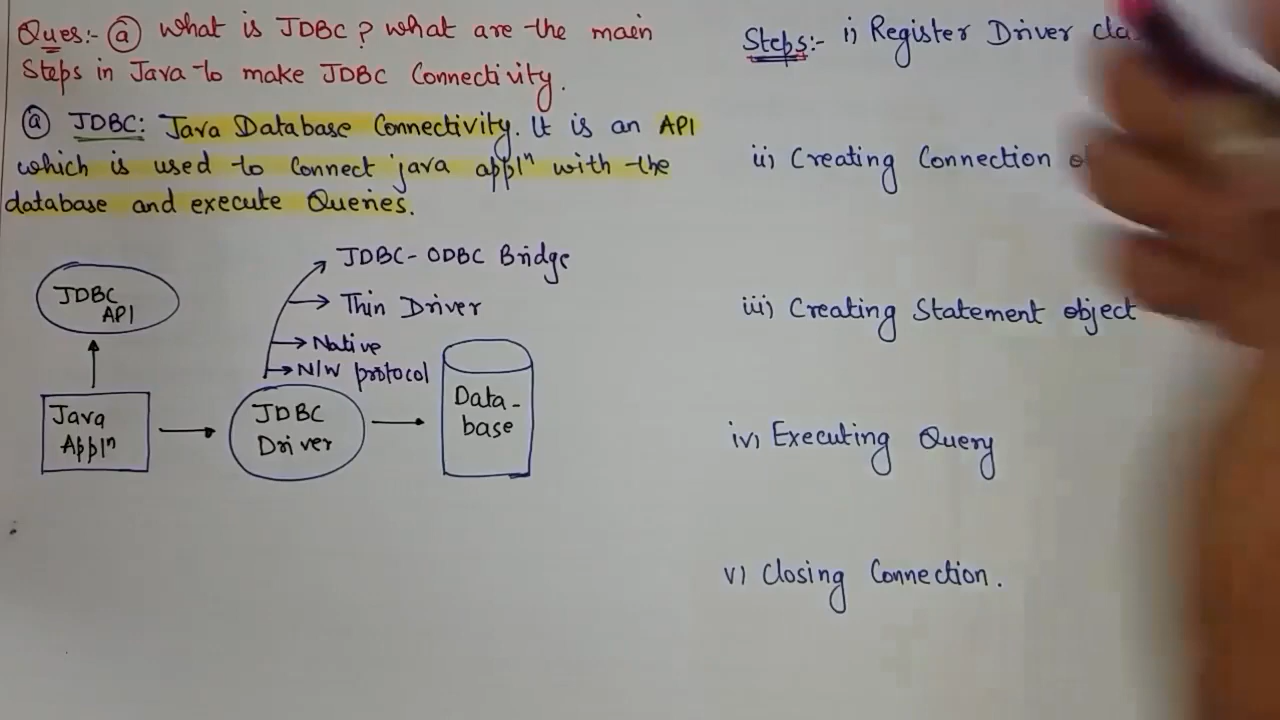 Ques:- (a) What is JDBC? What are the main
Steps in Java to make JDBC Connectivity.
(a) JDBC: Java Database Connectivity. It is an API
which is used to connect java appln with the
database and execute Queries.
JDBC-ODBC Bridge
Thin Driver
Native
N/W protocol
JDBC
API
Java
Appln
JDBC
Driver
Data-
base
Steps:- i) Register Driver
ii) Creating Connection
iii) Creating Statement object
iv) Executing Query
v) Closing Connection.